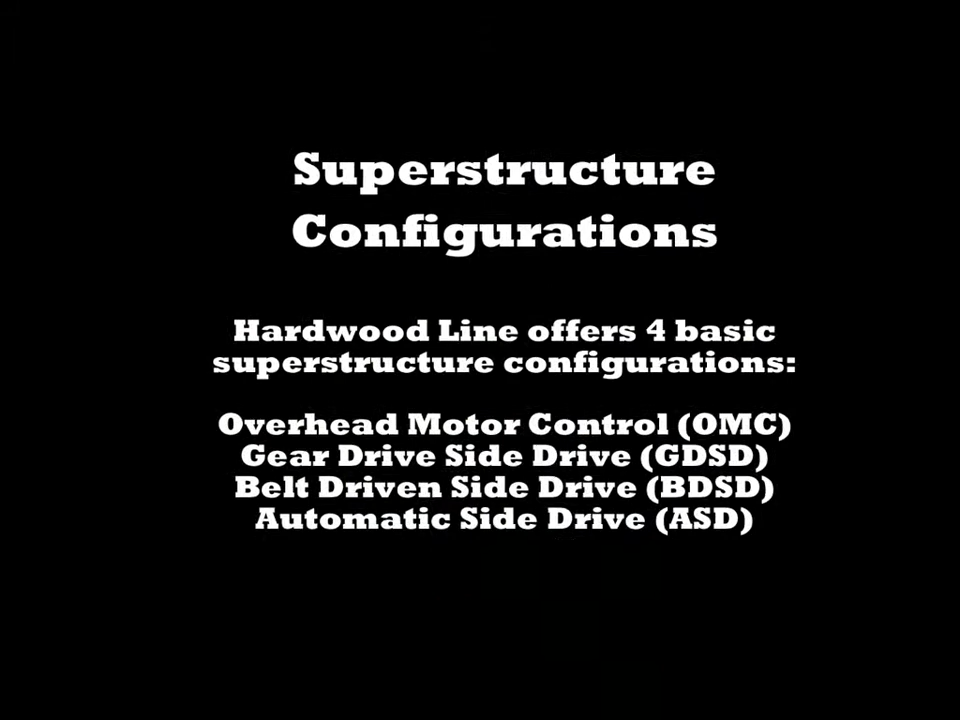 Superstructure
Configurations
Hardwood Line offers 4 basic
superstructure configurations:
Overhead Motor Control (OMC)
Gear Drive Side Drive (GDSD)
Belt Driven Side Drive (BDSD)
Automatic Side Drive (ASD)